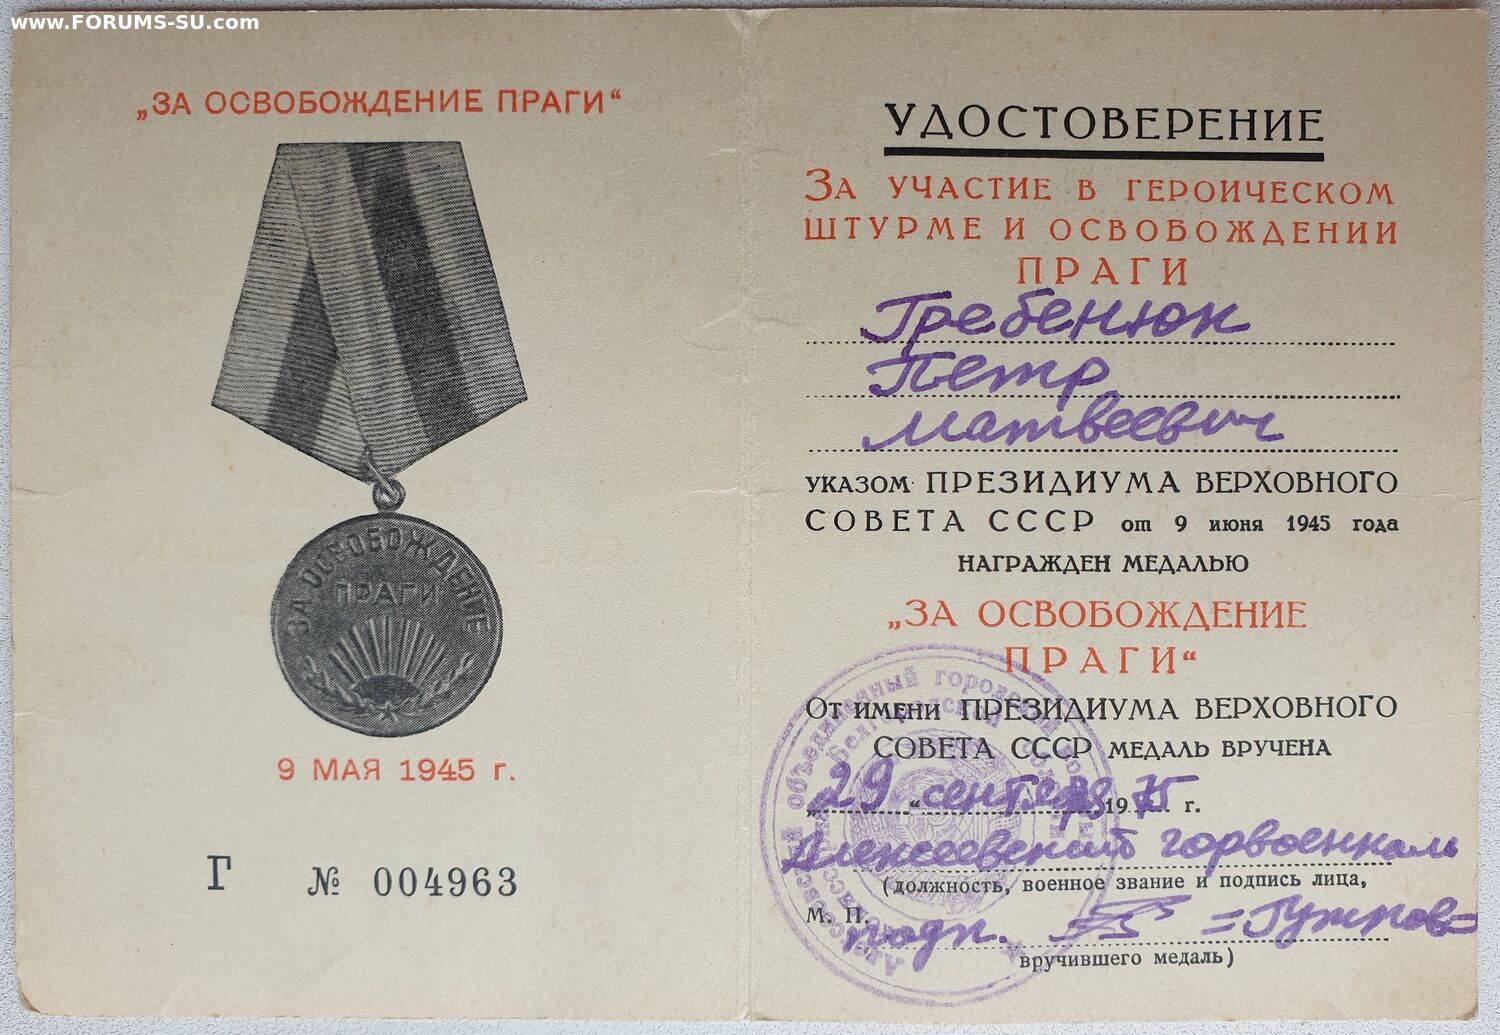 www.FORUMS-SU.com
„ЗА ОСВОБОЖДЕНИЕ ПРАГИ“
ЗА ОСВОБОЖДЕНИЕ
ПРАГИ
9 МАЯ 1945 г.
Г № 004963
УДОСТОВЕРЕНИЕ
ЗА УЧАСТИЕ В ГЕРОИЧЕСКОМ
ШТУРМЕ И ОСВОБОЖДЕНИИ
ПРАГИ
Гребенюк
Петр
Матвеевич
УКАЗОМ ПРЕЗИДИУМА ВЕРХОВНОГО
СОВЕТА СССР от 9 июня 1945 года
НАГРАЖДЕН МЕДАЛЬЮ
„ЗА ОСВОБОЖДЕНИЕ
ПРАГИ“
ОТ ИМЕНИ ПРЕЗИДИУМА ВЕРХОВНОГО
СОВЕТА СССР МЕДАЛЬ ВРУЧЕНА
„29“ сентября 1975 г.
Алексеевский горвоенком
(должность, военное звание и подпись лица,
М. П.
подп.
вручившего медаль)
объединенный городской
Белгородской